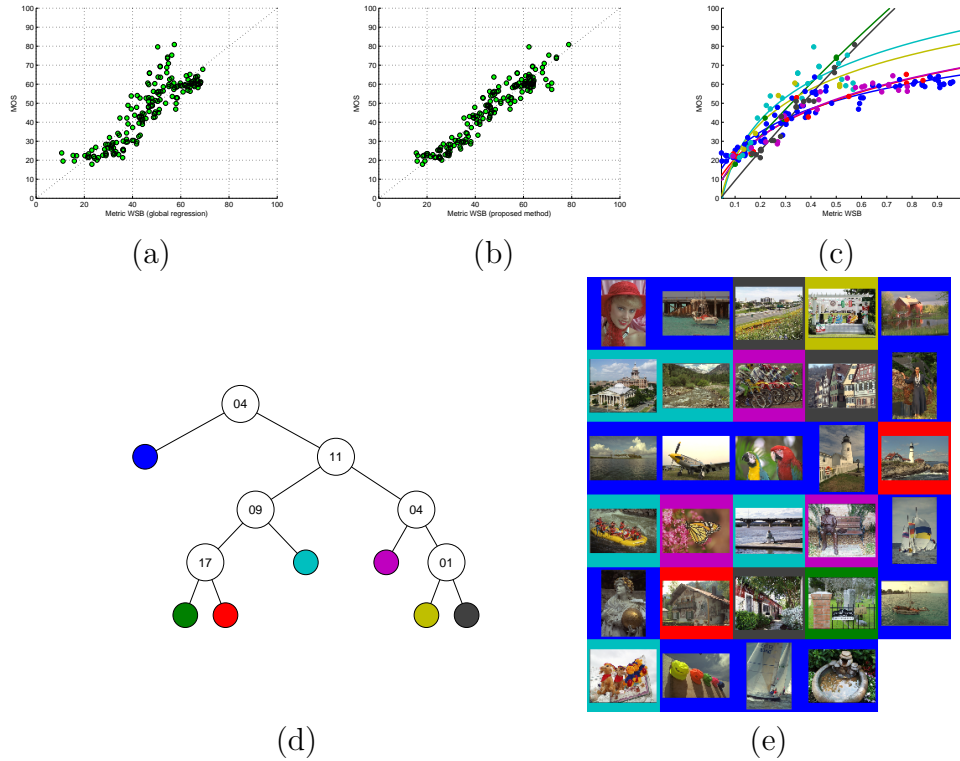 100
90
80
70
60
50
40
30
20
10
0
MOS
0 20 40 60 80 100
Metric WSB (global regression)
(a)
100
90
80
70
60
50
40
30
20
10
0
MOS
0 20 40 60 80 100
Metric WSB (proposed method)
(b)
100
90
80
70
60
50
40
30
20
10
0
MOS
0.1 0.2 0.3 0.4 0.5 0.6 0.7 0.8 0.9
Metric WSB
(c)
04
11
09 04
17 01
(d)
(e)